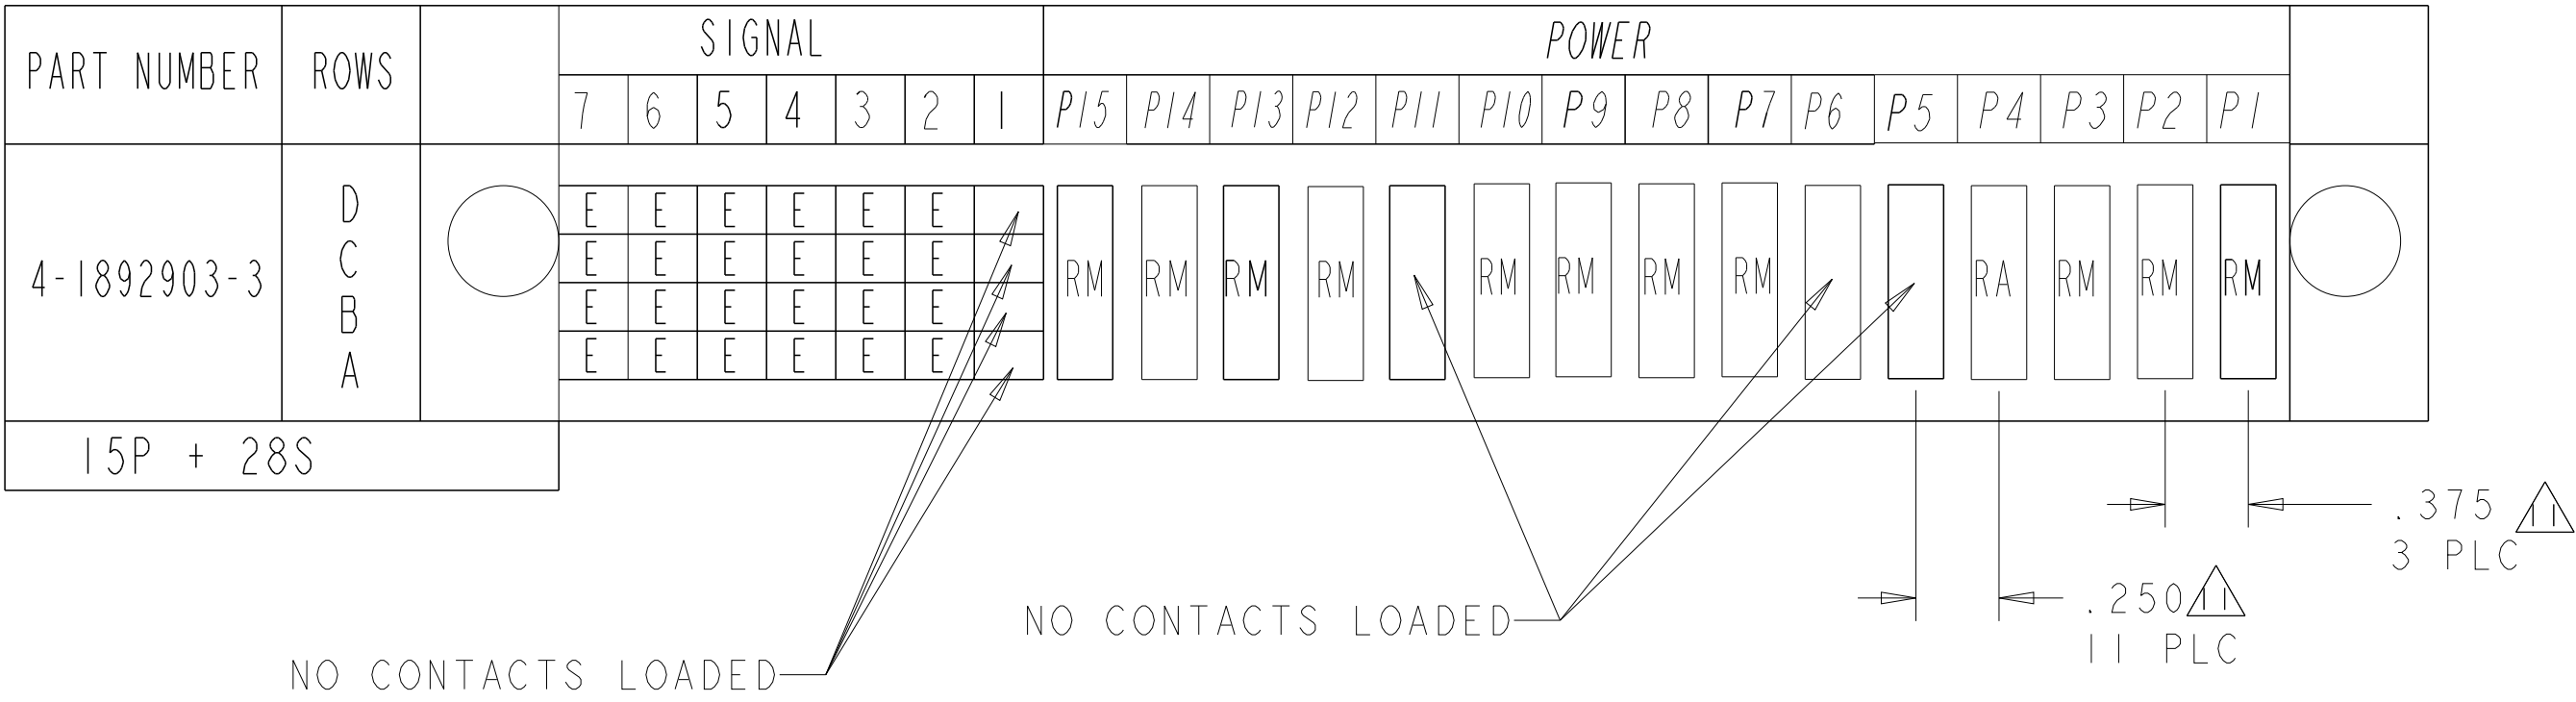 PART NUMBER ROWS SIGNAL POWER
7 6 5 4 3 2 1 P15 P14 P13 P12 P11 P10 P9 P8 P7 P6 P5 P4 P3 P2 P1
4-1892903-3
D E E E E E E
C E E E E E E
B E E E E E E
A E E E E E E
RM RM RM RM RM RM RM RM RA RM RM RM
15P + 28S
NO CONTACTS LOADED
NO CONTACTS LOADED
.250 11
11 PLC
.375 11
3 PLC